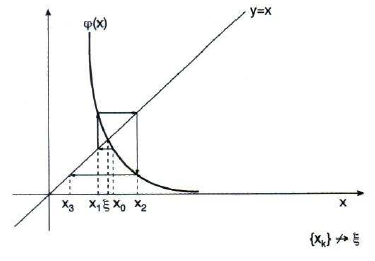 y=x
φ(x)
x₃ x₁ ξ x₀ x₂ x
{xₖ} ↛ ξ